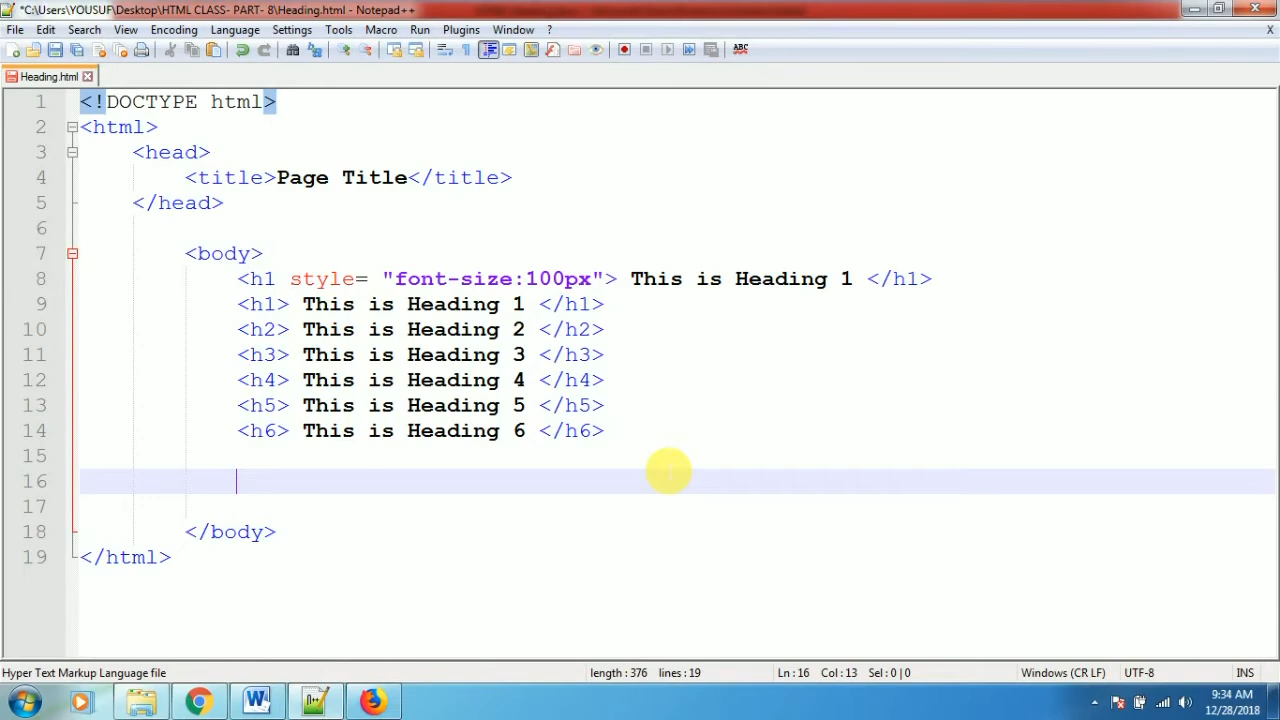 *C:\Users\YOUSUF\Desktop\HTML CLASS- PART- 8\Heading.html - Notepad++
File Edit Search View Encoding Language Settings Tools Macro Run Plugins Window ? X
ABC
Heading.html
1 <!DOCTYPE html>
2 <html>
3 <head>
4 <title>Page Title</title>
5 </head>
6
7 <body>
8 <h1 style= "font-size:100px"> This is Heading 1 </h1>
9 <h1> This is Heading 1 </h1>
10 <h2> This is Heading 2 </h2>
11 <h3> This is Heading 3 </h3>
12 <h4> This is Heading 4 </h4>
13 <h5> This is Heading 5 </h5>
14 <h6> This is Heading 6 </h6>
15
16
17
18 </body>
19 </html>
Hyper Text Markup Language file length : 376 lines : 19 Ln : 16 Col : 13 Sel : 0 | 0 Windows (CR LF) UTF-8 INS
9:34 AM
12/28/2018